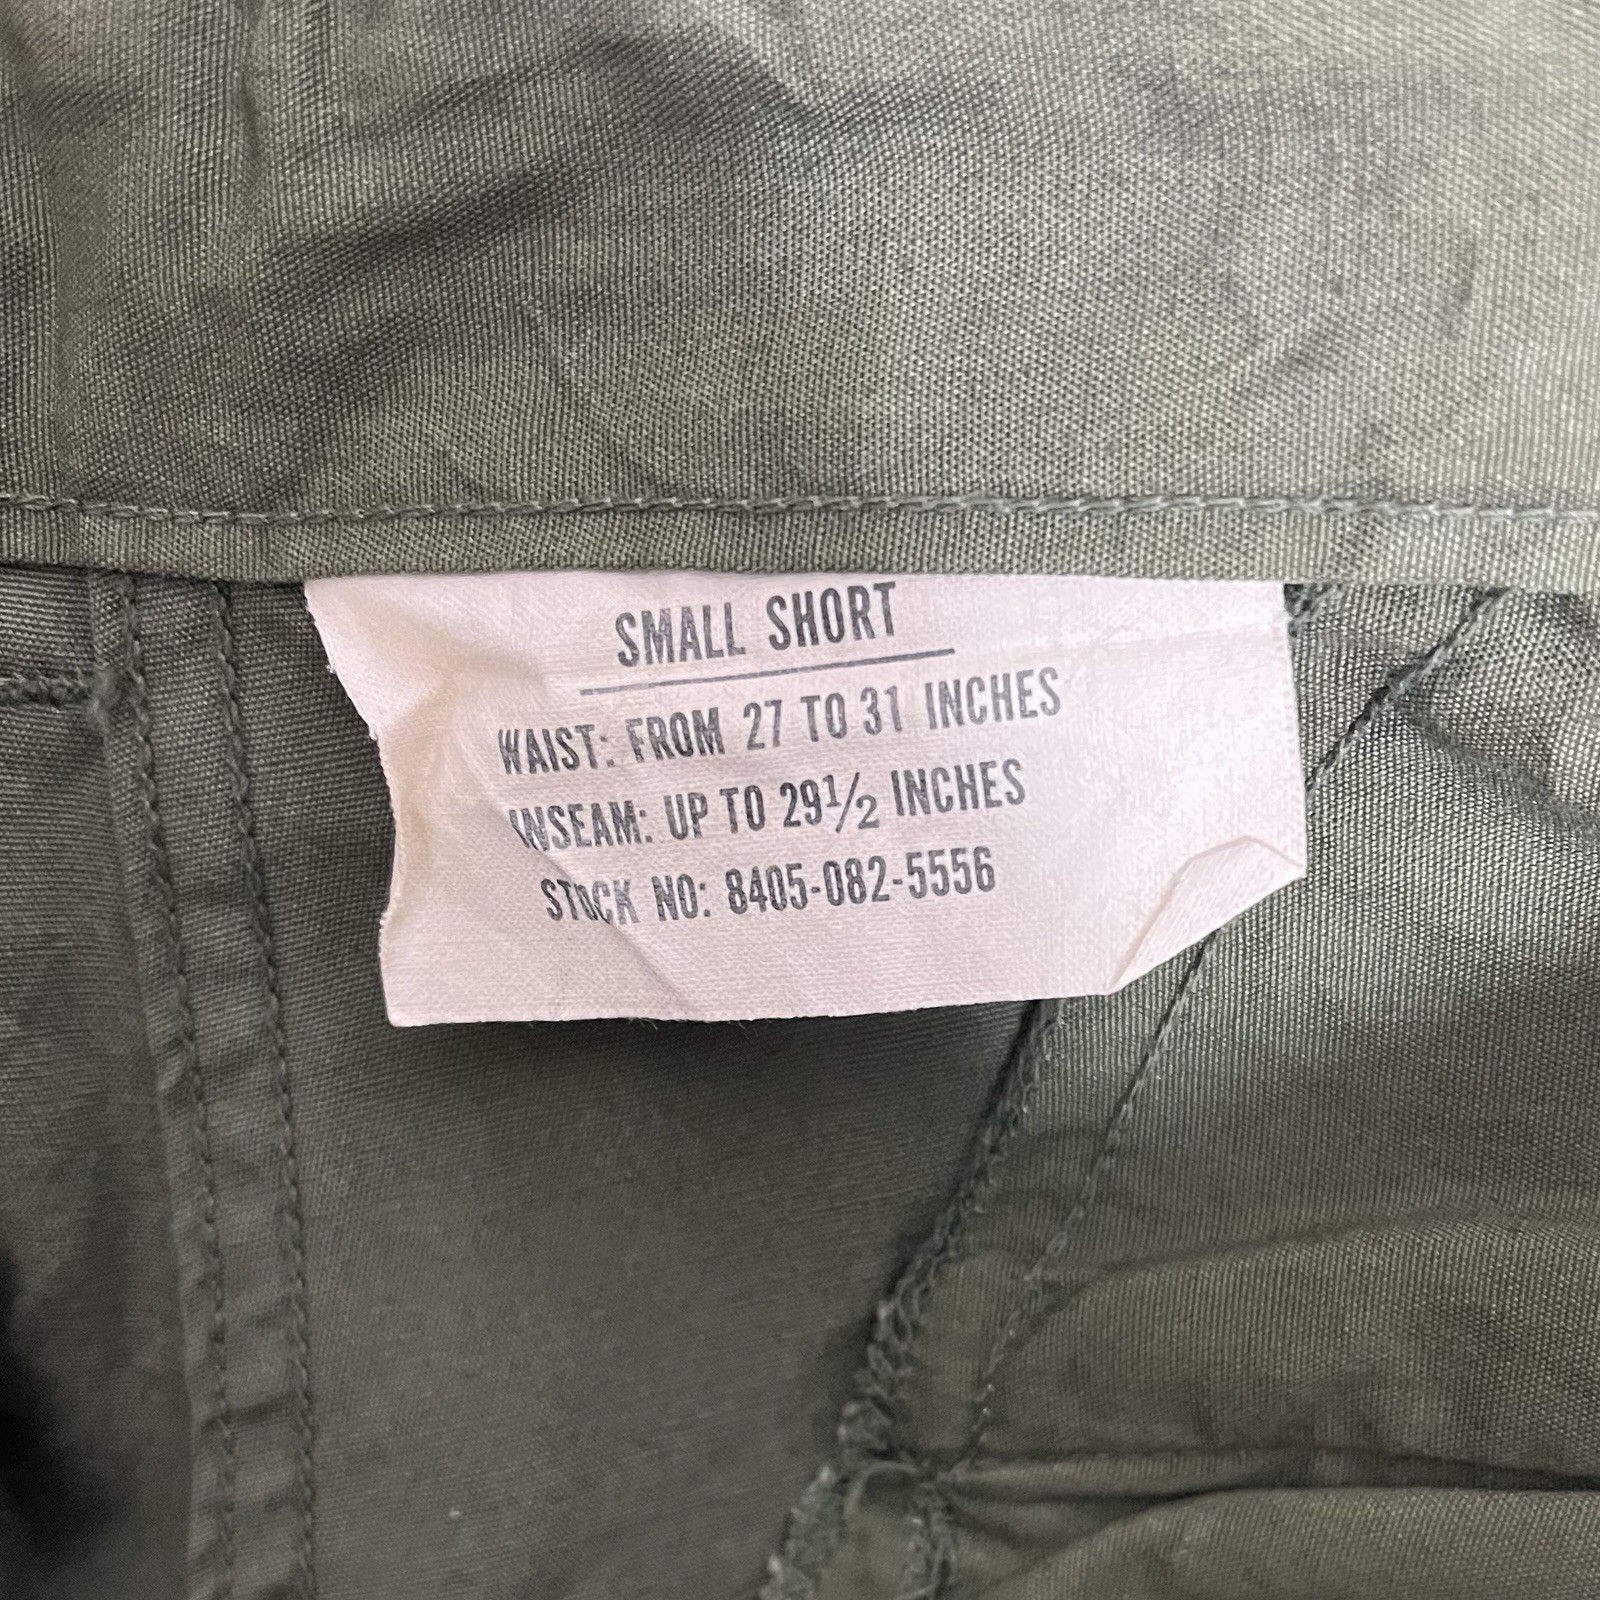 SMALL SHORT
WAIST: FROM 27 TO 31 INCHES
INSEAM: UP TO 29½ INCHES
STOCK NO: 8405-082-5556